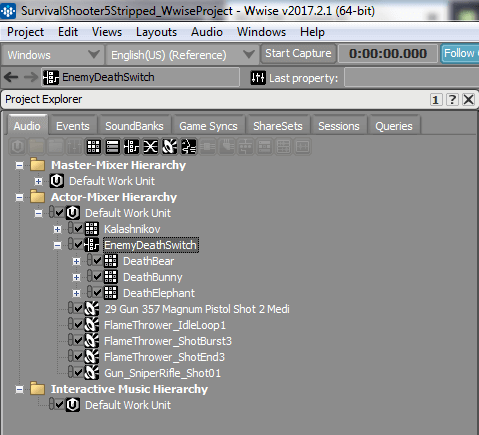 SurvivalShooter5Stripped_WwiseProject - Wwise v2017.2.1 (64-bit)
Project Edit Views Layouts Audio Windows Help
Windows English(US) (Reference) Start Capture 0:00:00.000 Follow
EnemyDeathSwitch Last property:
Project Explorer 1 ? X
Audio Events SoundBanks Game Syncs ShareSets Sessions Queries
Master-Mixer Hierarchy
Default Work Unit
Actor-Mixer Hierarchy
Default Work Unit
Kalashnikov
EnemyDeathSwitch
DeathBear
DeathBunny
DeathElephant
29 Gun 357 Magnum Pistol Shot 2 Medi
FlameThrower_IdleLoop1
FlameThrower_ShotBurst3
FlameThrower_ShotEnd3
Gun_SniperRifle_Shot01
Interactive Music Hierarchy
Default Work Unit